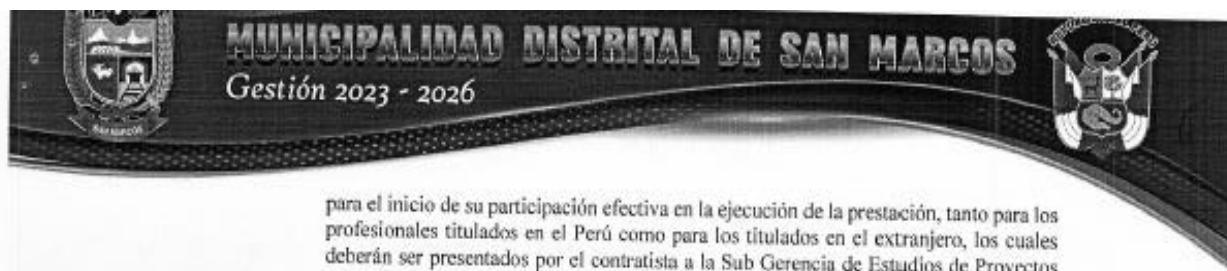 MUNICIPALIDAD DISTRITAL DE SAN MARCOS
Gestión 2023 - 2026
SAN MARCOS
para el inicio de su participación efectiva en la ejecución de la prestación, tanto para los
profesionales titulados en el Perú como para los titulados en el extranjero, los cuales
deberán ser presentados por el contratista a la Sub Gerencia de Estudios de Proyectos